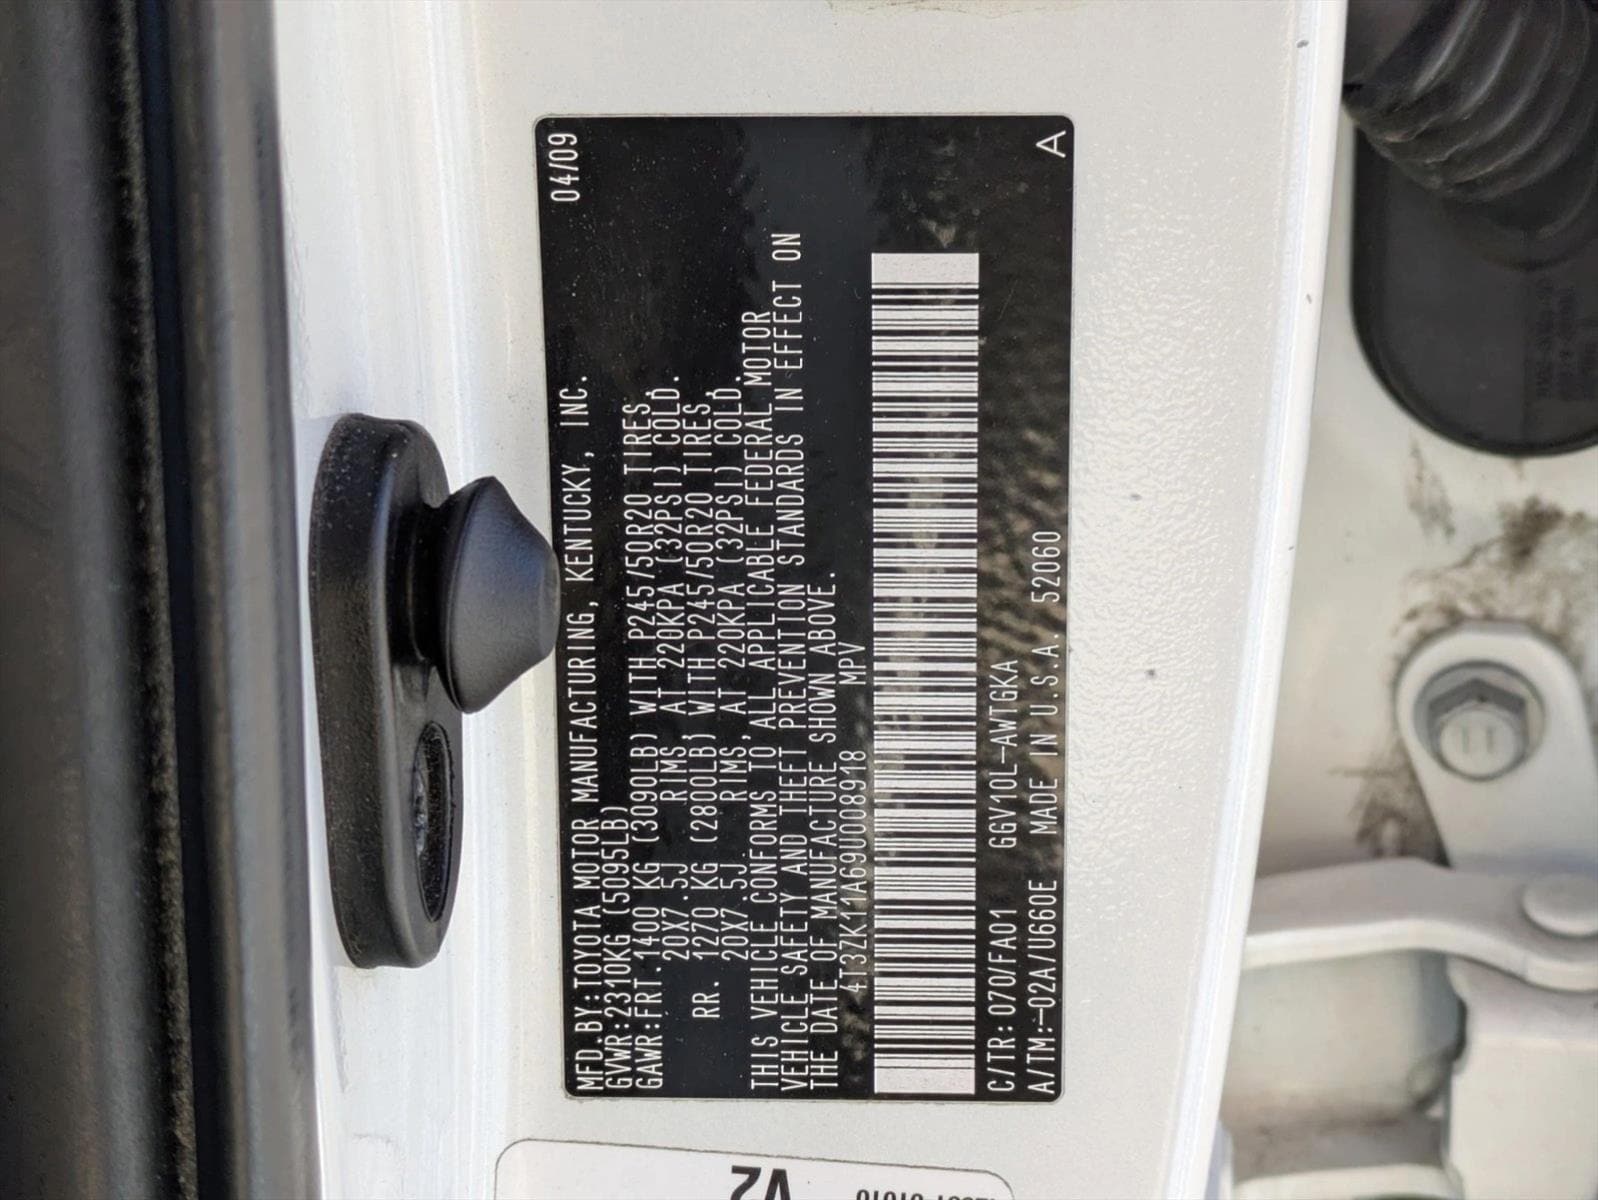 MFD.BY:TOYOTA MOTOR MANUFACTURING, KENTUCKY, INC. 04/09
GVWR:2310KG (5095LB)
GAWR:FRT.1400 KG (3090LB) WITH P245/50R20 TIRES,
20X7.5J RIMS AT 220KPA (32PSI) COLD.
RR. 1270 KG (2800LB) WITH P245/50R20 TIRES,
20X7.5J RIMS, AT 220KPA (32PSI) COLD.
THIS VEHICLE CONFORMS TO ALL APPLICABLE FEDERAL MOTOR
VEHICLE SAFETY AND THEFT PREVENTION STANDARDS IN EFFECT ON
THE DATE OF MANUFACTURE SHOWN ABOVE.
4T3ZK11A69U008918 MPV
C/TR:070/FA01 GGV10L-AWTGKA
A/TM:-02A/U660E MADE IN U.S.A. 52060 A
V2
11